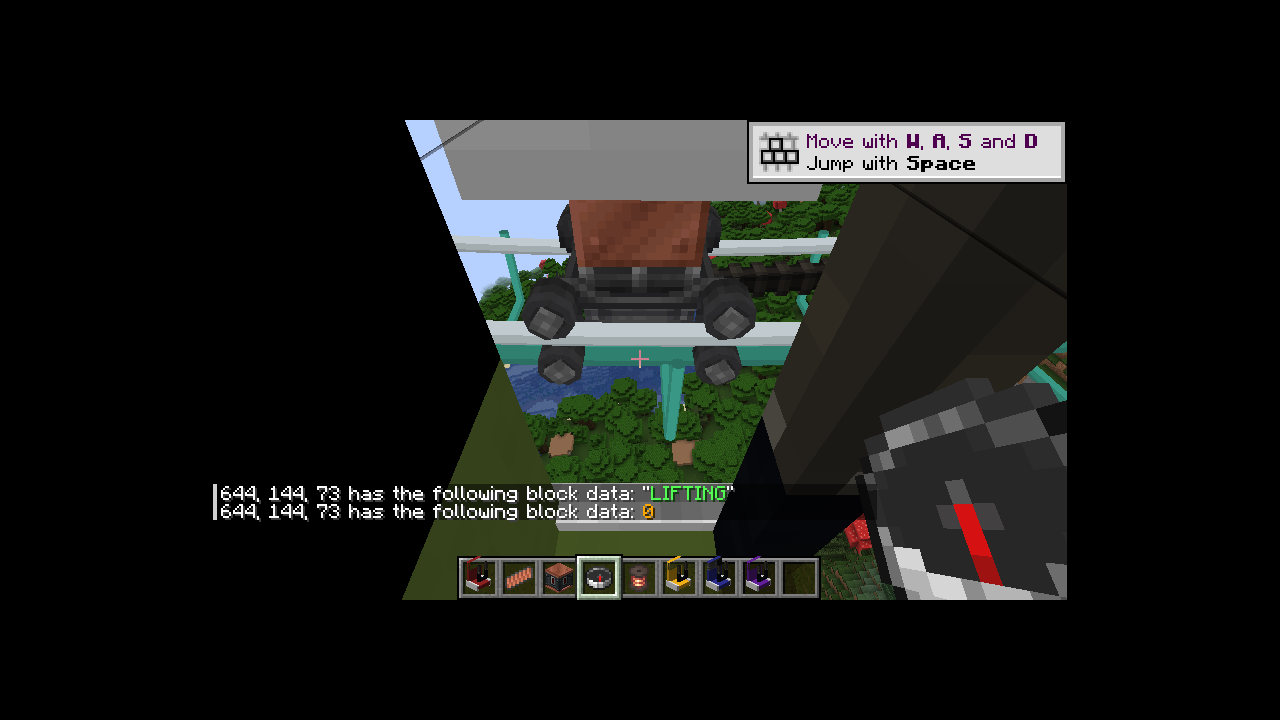 Move with W, A, S and D
Jump with Space
644, 144, 73 has the following block data: "LIFTING"
644, 144, 73 has the following block data: 0